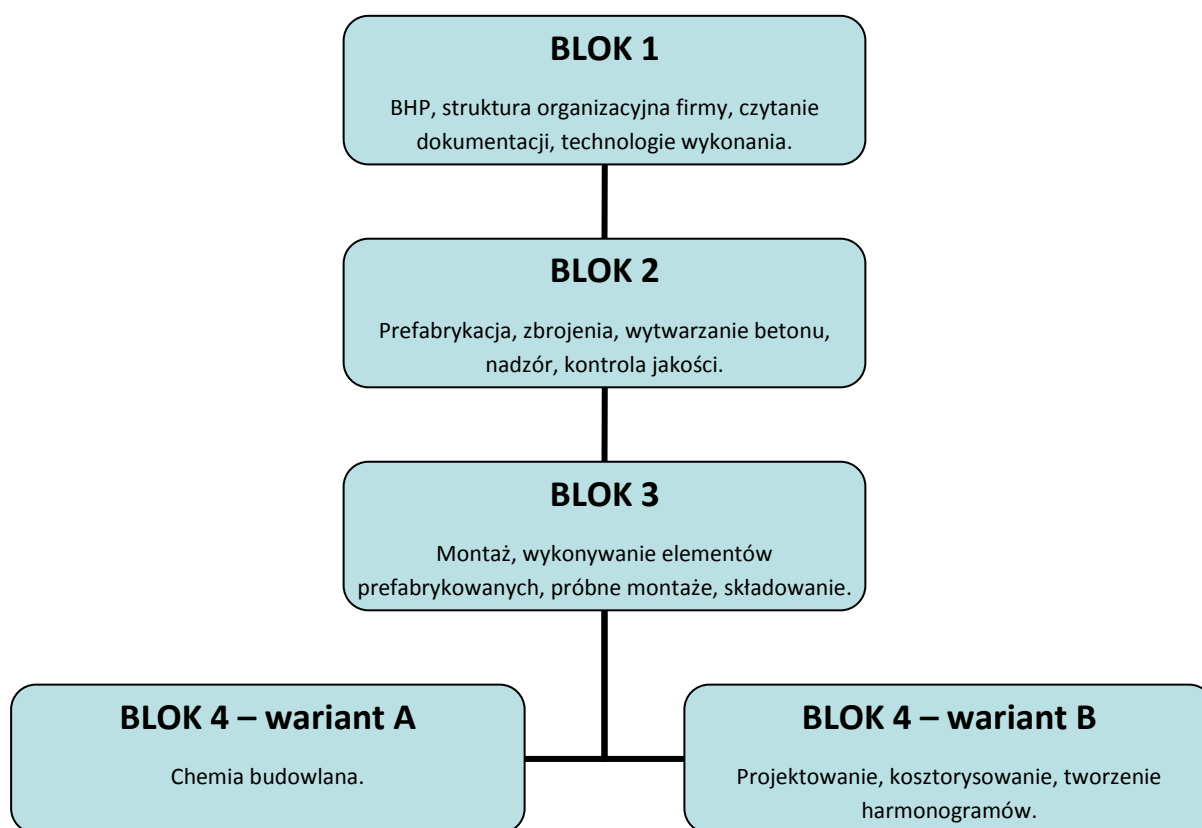 BLOK 1
BHP, struktura organizacyjna firmy, czytanie
dokumentacji, technologie wykonania.
BLOK 2
Prefabrykacja, zbrojenia, wytwarzanie betonu,
nadzór, kontrola jakości.
BLOK 3
Montaż, wykonywanie elementów
prefabrykowanych, próbne montaże, składowanie.
BLOK 4 – wariant A
Chemia budowlana.
BLOK 4 – wariant B
Projektowanie, kosztorysowanie, tworzenie
harmonogramów.